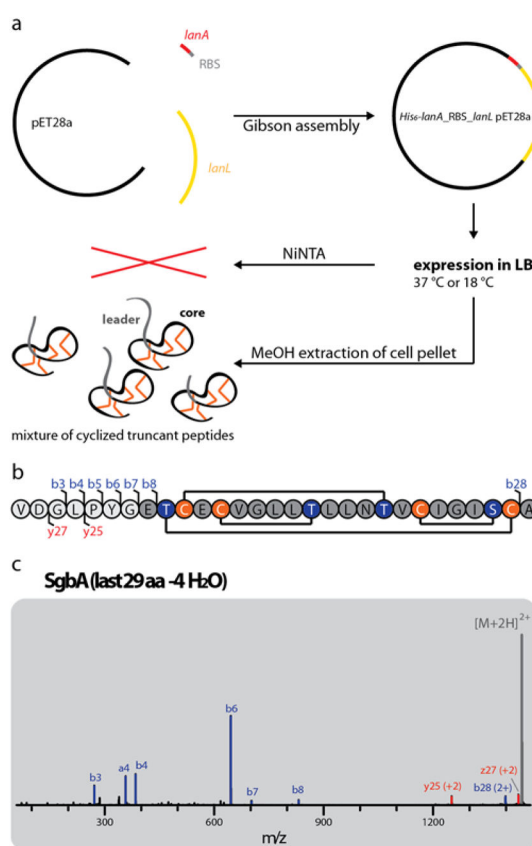 a
lanA
RBS
pET28a
lanL
Gibson assembly
His6-lanA_RBS_lanL pET28a
NiNTA
expression in LB
37 °C or 18 °C
leader
core
MeOH extraction of cell pellet
mixture of cyclized truncant peptides
b
b3 b4 b5 b6 b7 b8 b28
V D G L P Y G E T C E C V G L L T L L N T V C I G I S C A
y27 y25
c
SgbA (last 29 aa -4 H2O)
[M+2H]2+
b6
b3
a4
b4
b7
b8
y25 (+2)
z27 (+2)
b28 (2+)
300 600 900 1200
m/z